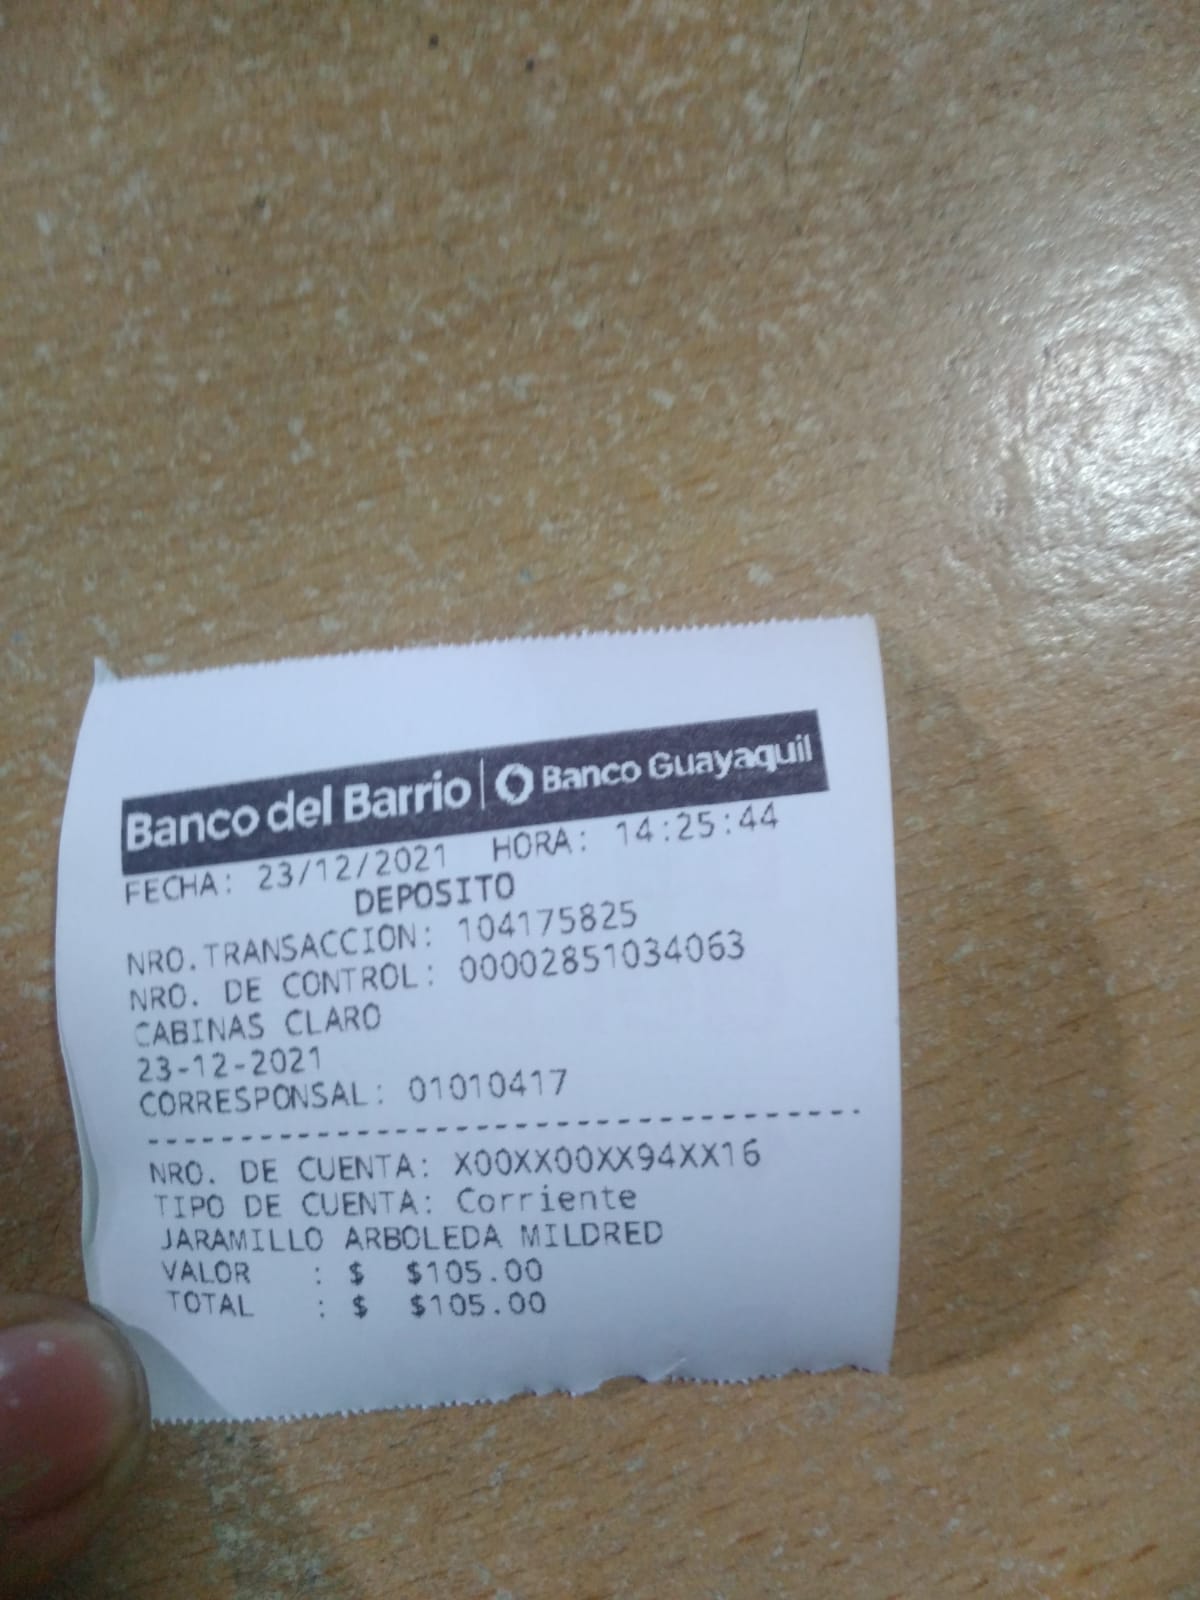 Banco del Barrio | Banco Guayaquil
FECHA: 23/12/2021 HORA: 14:25:44
DEPOSITO
NRO.TRANSACCION: 104175825
NRO. DE CONTROL: 00002851034063
CABINAS CLARO
23-12-2021
CORRESPONSAL: 01010417
--------------------------------------
NRO. DE CUENTA: X00XX00XX94XX16
TIPO DE CUENTA: Corriente
JARAMILLO ARBOLEDA MILDRED
VALOR : $ $105.00
TOTAL : $ $105.00